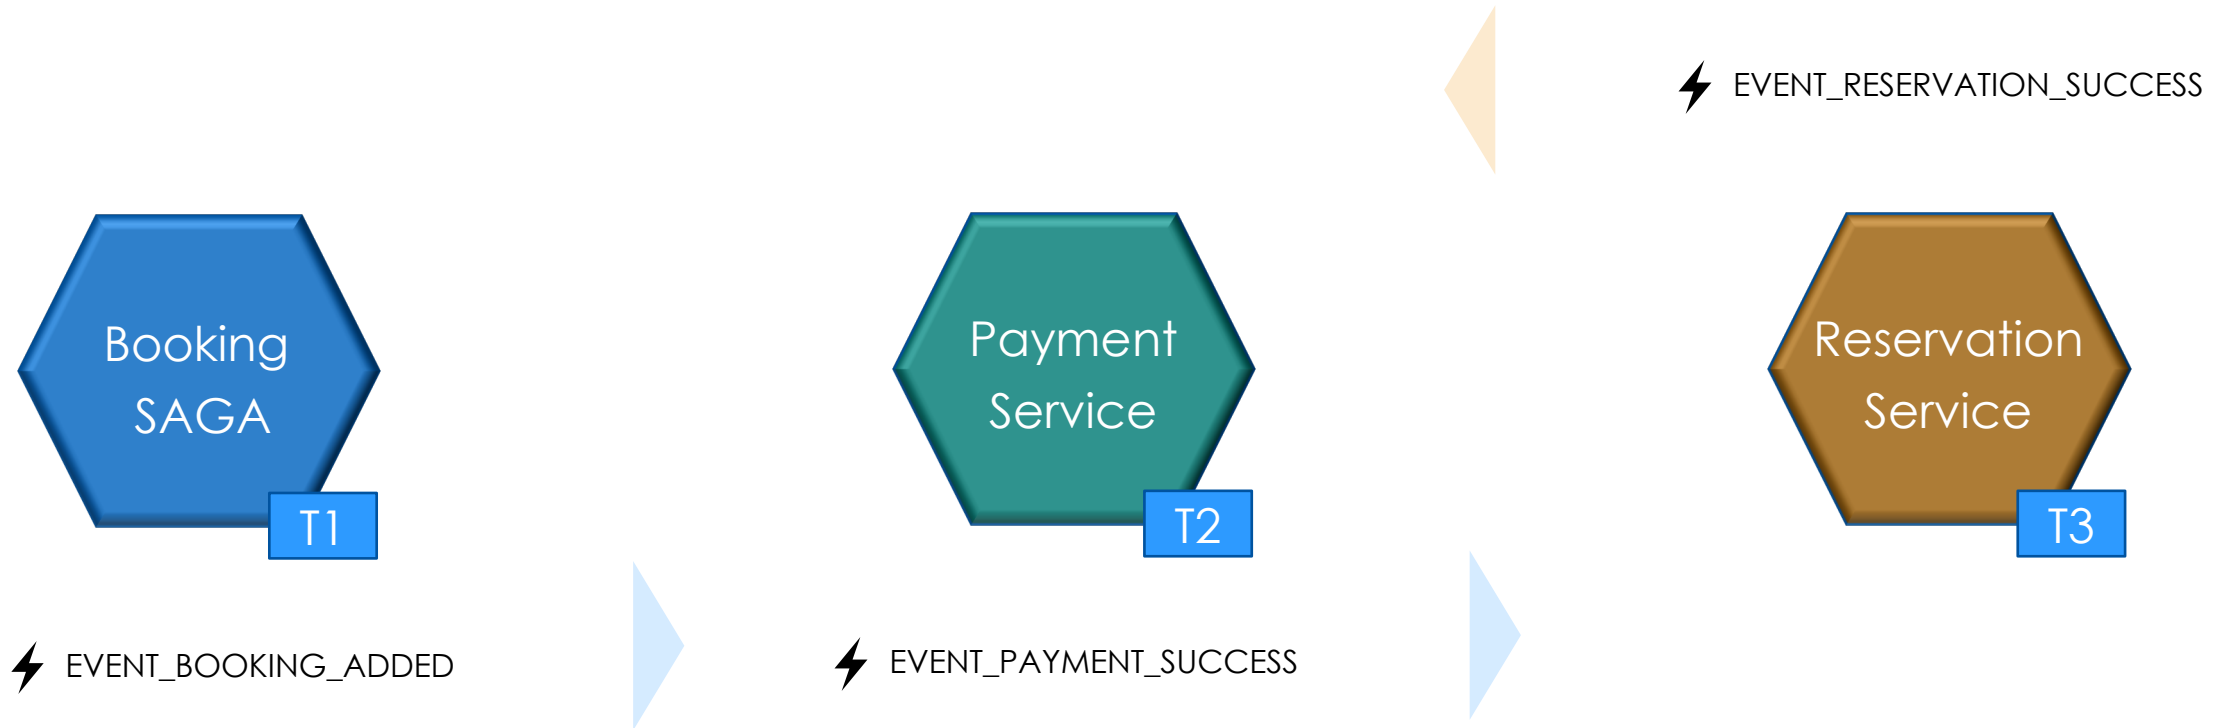 EVENT_RESERVATION_SUCCESS
Booking
SAGA
T1
Payment
Service
T2
Reservation
Service
T3
EVENT_BOOKING_ADDED
EVENT_PAYMENT_SUCCESS